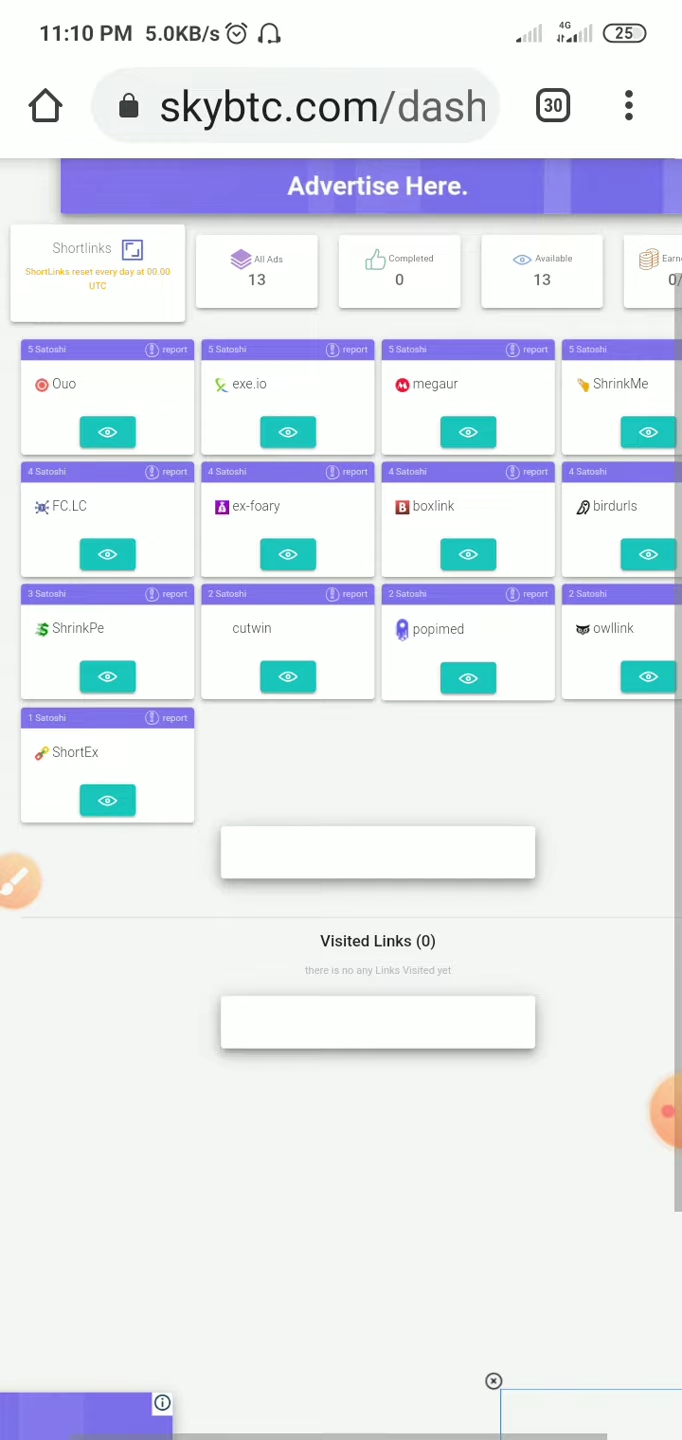 11:10 PM 5.0KB/s 4G 25
skybtc.com/dash 30
Advertise Here.
Shortlinks
ShortLinks reset every day at 00.00
UTC
All Ads
13
Completed
0
Available
13
Earne
0/
5 Satoshi report 5 Satoshi report 5 Satoshi report 5 Satoshi
Ouo exe.io megaur ShrinkMe
4 Satoshi report 4 Satoshi report 4 Satoshi report 4 Satoshi
FC.LC ex-foary boxlink birdurls
3 Satoshi report 2 Satoshi report 2 Satoshi report 2 Satoshi
ShrinkPe cutwin popimed owllink
1 Satoshi report
ShortEx
Visited Links (0)
there is no any Links Visited yet